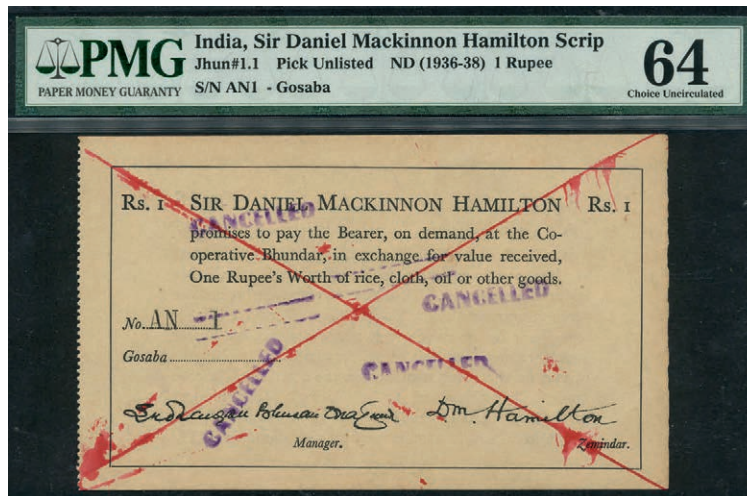 PMG
PAPER MONEY GUARANTY
India, Sir Daniel Mackinnon Hamilton Scrip
Jhun#1.1 Pick Unlisted ND (1936-38) 1 Rupee
S/N AN1 - Gosaba
64
Choice Uncirculated
Rs. 1 SIR DANIEL MACKINNON HAMILTON Rs. 1
CANCELLED
promises to pay the Bearer, on demand, at the Co-
operative Bhundar, in exchange for value received,
One Rupee's Worth of rice, cloth, oil or other goods.
CANCELLED
No. AN 1
Gosaba
CANCELLED
CANCELLED
DM. Hamilton
Manager.
Zemindar.